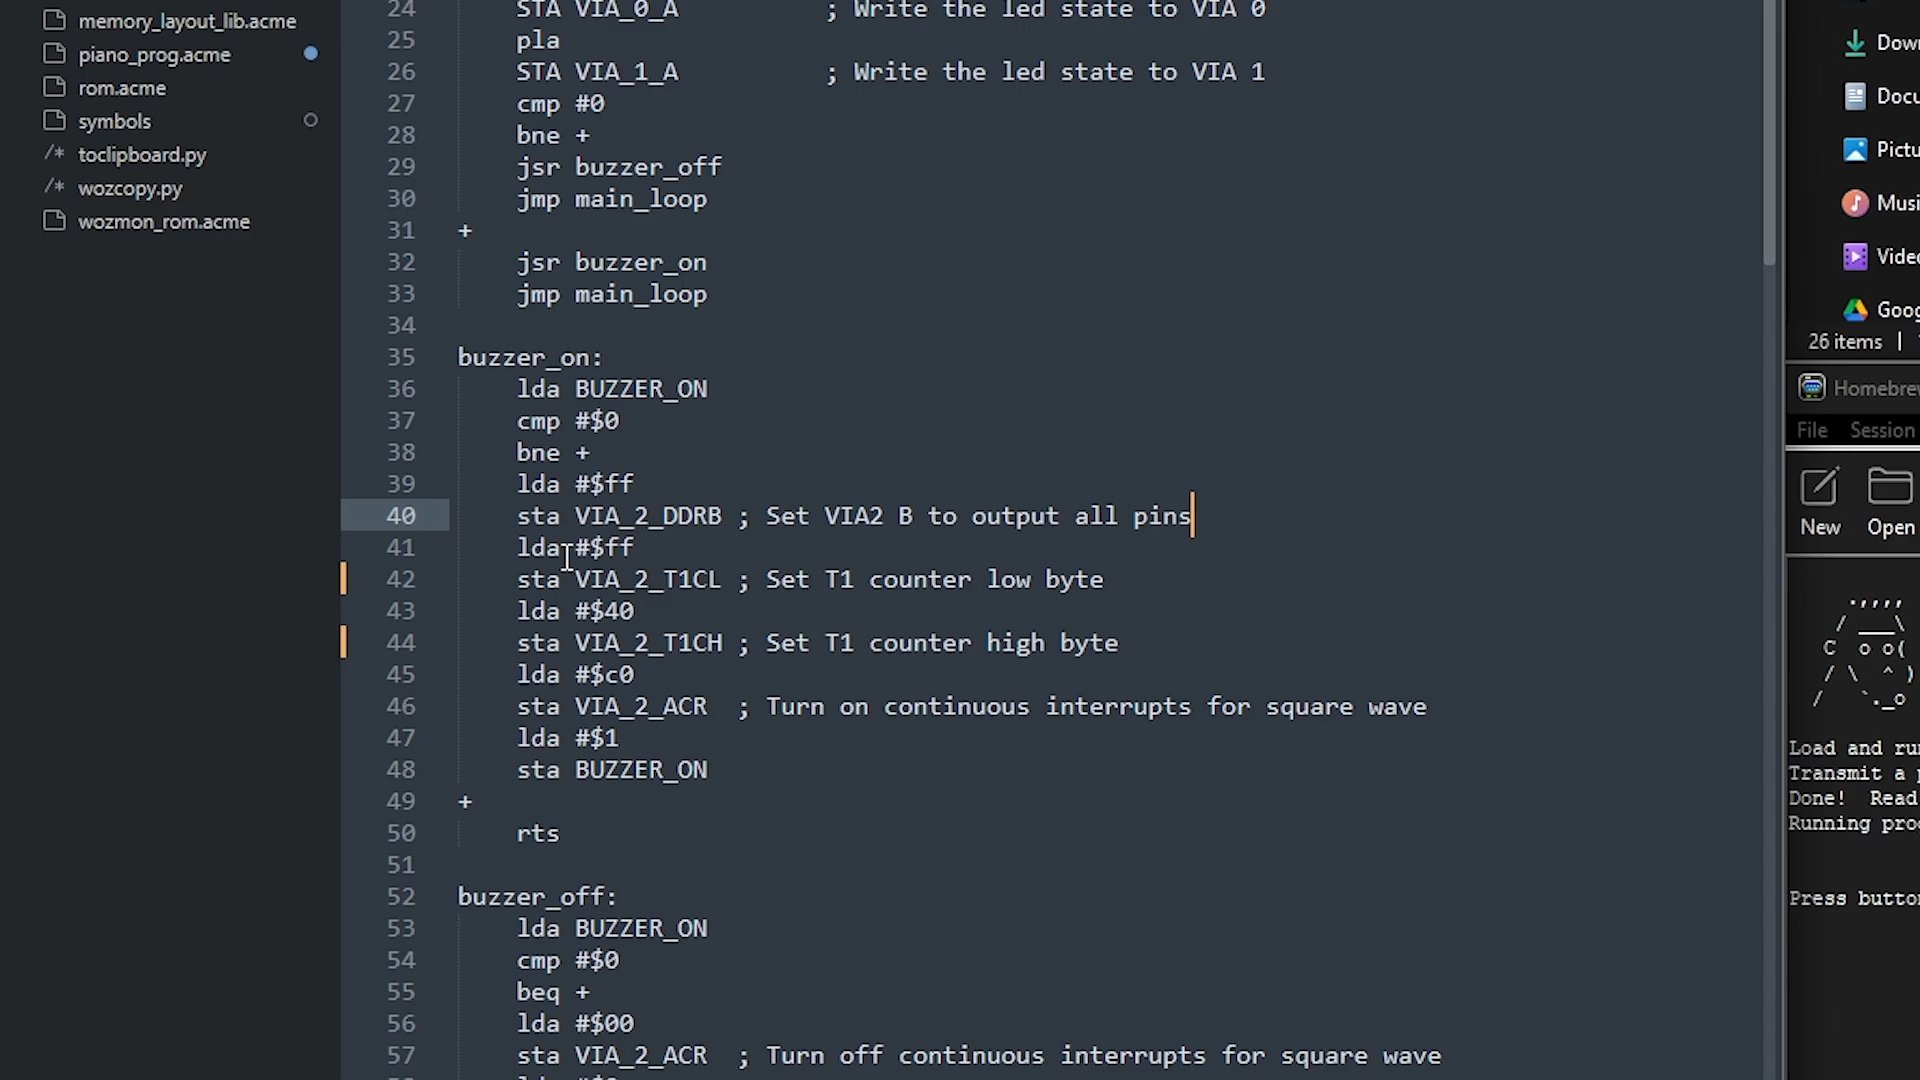 memory_layout_lib.acme
piano_prog.acme
rom.acme
symbols
/* toclipboard.py
/* wozcopy.py
wozmon_rom.acme
24 STA VIA_0_A ; Write the led state to VIA 0
25 pla
26 STA VIA_1_A ; Write the led state to VIA 1
27 cmp #0
28 bne +
29 jsr buzzer_off
30 jmp main_loop
31 +
32 jsr buzzer_on
33 jmp main_loop
34
35 buzzer_on:
36 lda BUZZER_ON
37 cmp #$0
38 bne +
39 lda #$ff
40 sta VIA_2_DDRB ; Set VIA2 B to output all pins
41 lda #$ff
42 sta VIA_2_T1CL ; Set T1 counter low byte
43 lda #$40
44 sta VIA_2_T1CH ; Set T1 counter high byte
45 lda #$c0
46 sta VIA_2_ACR ; Turn on continuous interrupts for square wave
47 lda #$1
48 sta BUZZER_ON
49 +
50 rts
51
52 buzzer_off:
53 lda BUZZER_ON
54 cmp #$0
55 beq +
56 lda #$00
57 sta VIA_2_ACR ; Turn off continuous interrupts for square wave
Down
Docu
Pictu
Musi
Vide
Goog
26 items |
Homebrew
File Session
New Open
Load and run
Transmit a p
Done! Read
Running pro
Press button